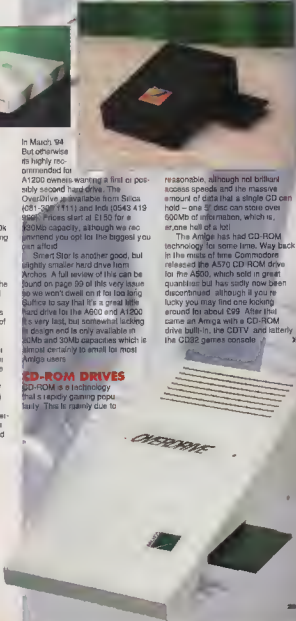 In March '94
But otherwise
its highly rec-
ommended for
A1200 owners wanting a first or pos-
sibly second hard drive. The
OverDrive is available from Silica
(081-309 1111) and Indi (0543 419
999). Prices start at £150 for a
Mb capacity, although we rec-
ommend you opt for the biggest you
can afford.
Smart Stor is another good, but
slightly smaller hard drive from
Archos. A full review of this can be
found on page 99 of this very issue
so we won't dwell on it for too long.
Suffice to say that it's a great little
hard drive for the A600 and A1200.
It's very fast, but somewhat lacking
in design and is only available in
20Mb and 30Mb capacities which is
almost certainly to small for most
Amiga users.
CD-ROM DRIVES
CD-ROM is a technology
that's rapidly gaining popu-
larity. This is mainly due to
reasonable, although not brilliant
access speeds and the massive
amount of data that a single CD can
hold – one 5" disc can store over
600Mb of information, which is,
er, one hell of a lot!
The Amiga has had CD-ROM
technology for some time. Way back
in the mists of time Commodore
released the A570 CD ROM drive
for the A500, which sold in great
quantities but has sadly now been
discontinued although if you're
lucky you may find one kicking
around for about £99. After that
came an Amiga with a CD-ROM
drive built-in, the CDTV and latterly
the CD32 games console
OVERDRIVE